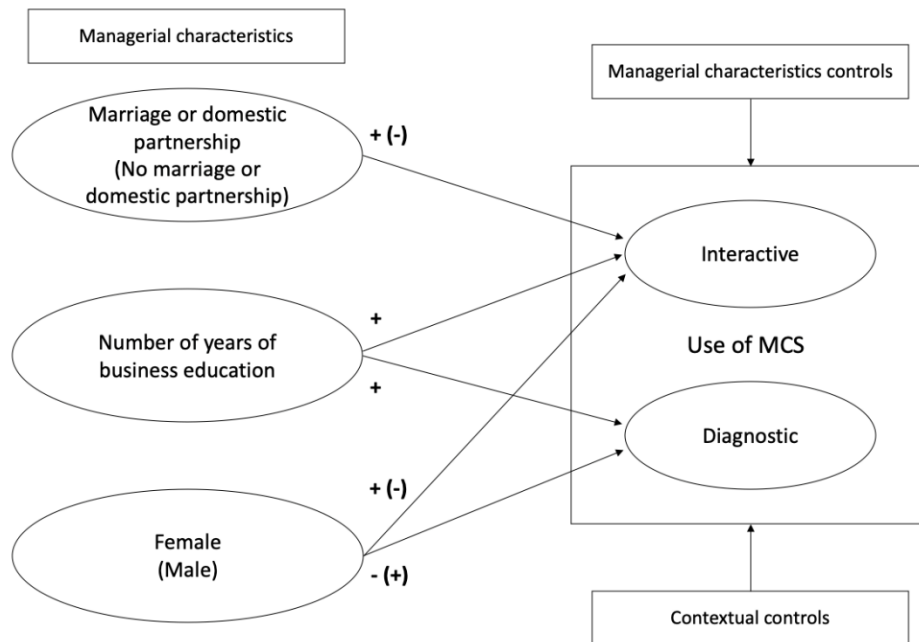 Managerial characteristics
Managerial characteristics controls
Marriage or domestic
partnership
(No marriage or
domestic partnership)
+ (-)
Interactive
Number of years of
business education
+
+
Use of MCS
Diagnostic
Female
(Male)
+ (-)
- (+)
Contextual controls